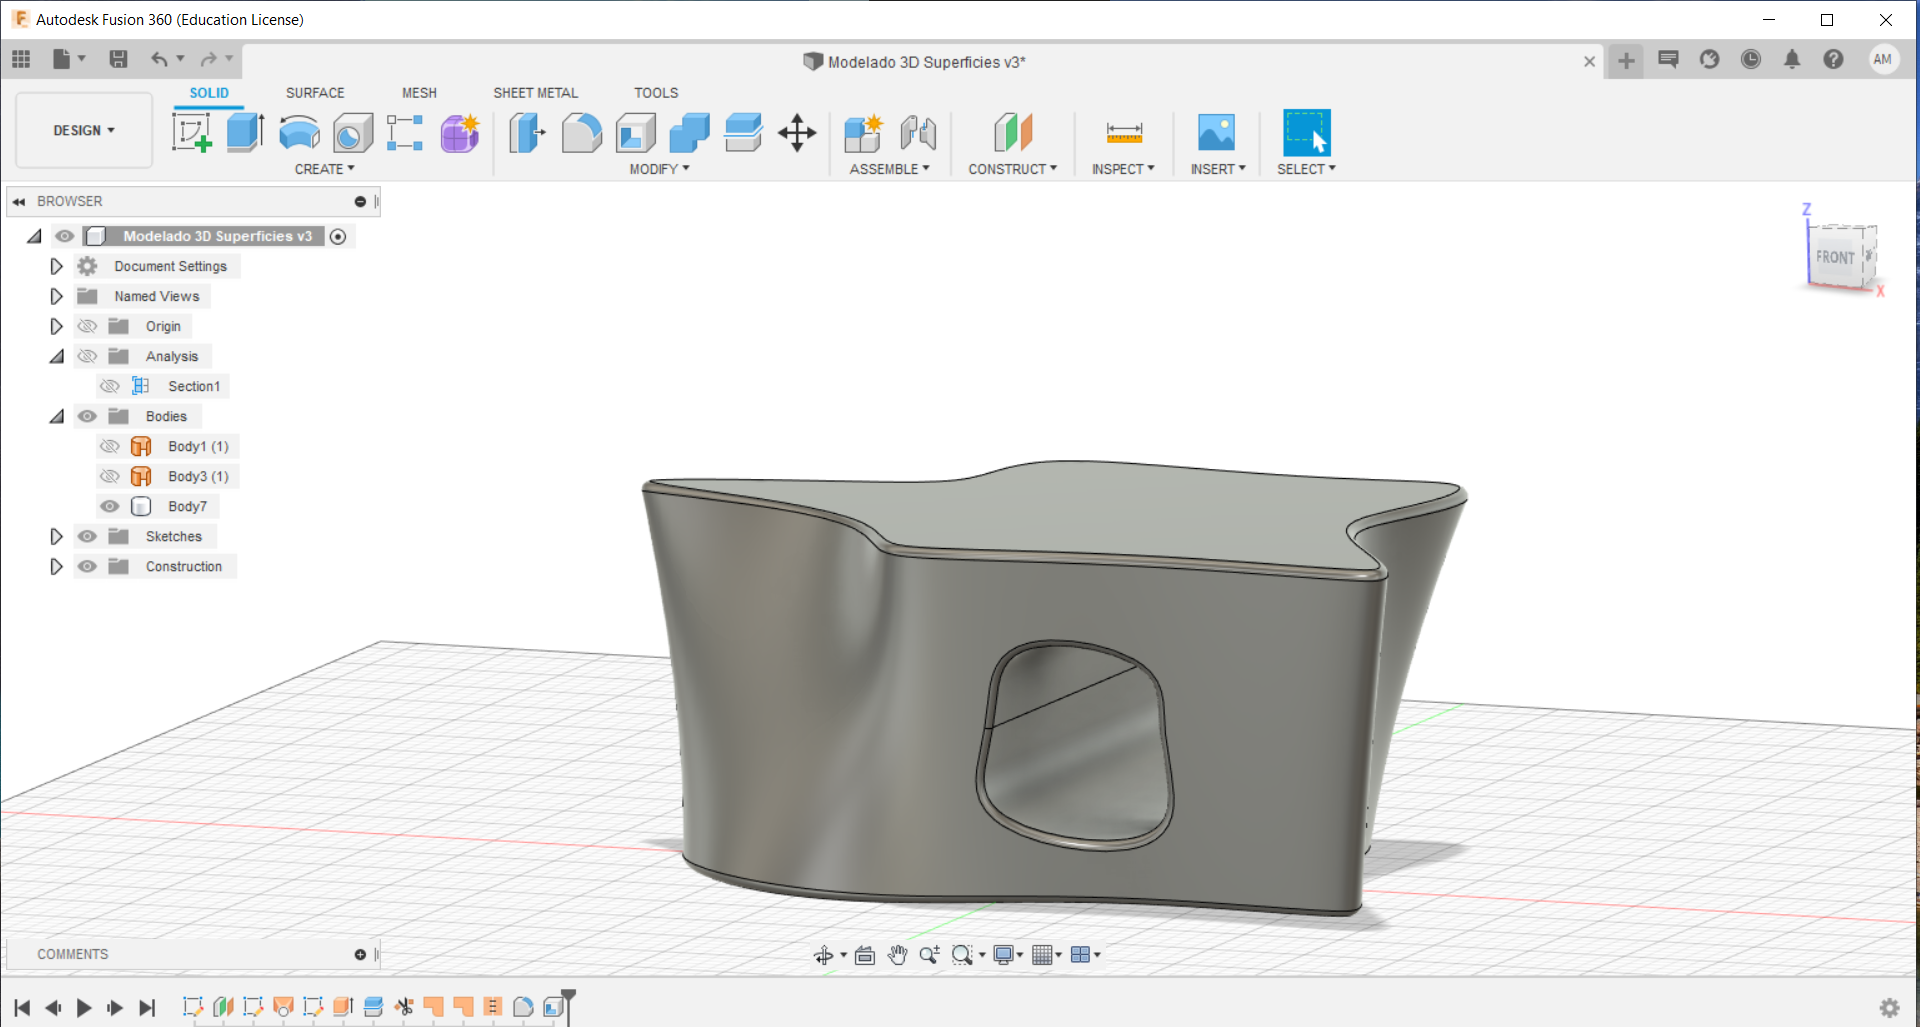 Autodesk Fusion 360 (Education License)
Modelado 3D Superficies v3*
AM
DESIGN
SOLID
SURFACE
MESH
SHEET METAL
TOOLS
CREATE
MODIFY
ASSEMBLE
CONSTRUCT
INSPECT
INSERT
SELECT
BROWSER
Modelado 3D Superficies v3
Document Settings
Named Views
Origin
Analysis
Section1
Bodies
Body1 (1)
Body3 (1)
Body7
Sketches
Construction
Z
FRONT
X
COMMENTS